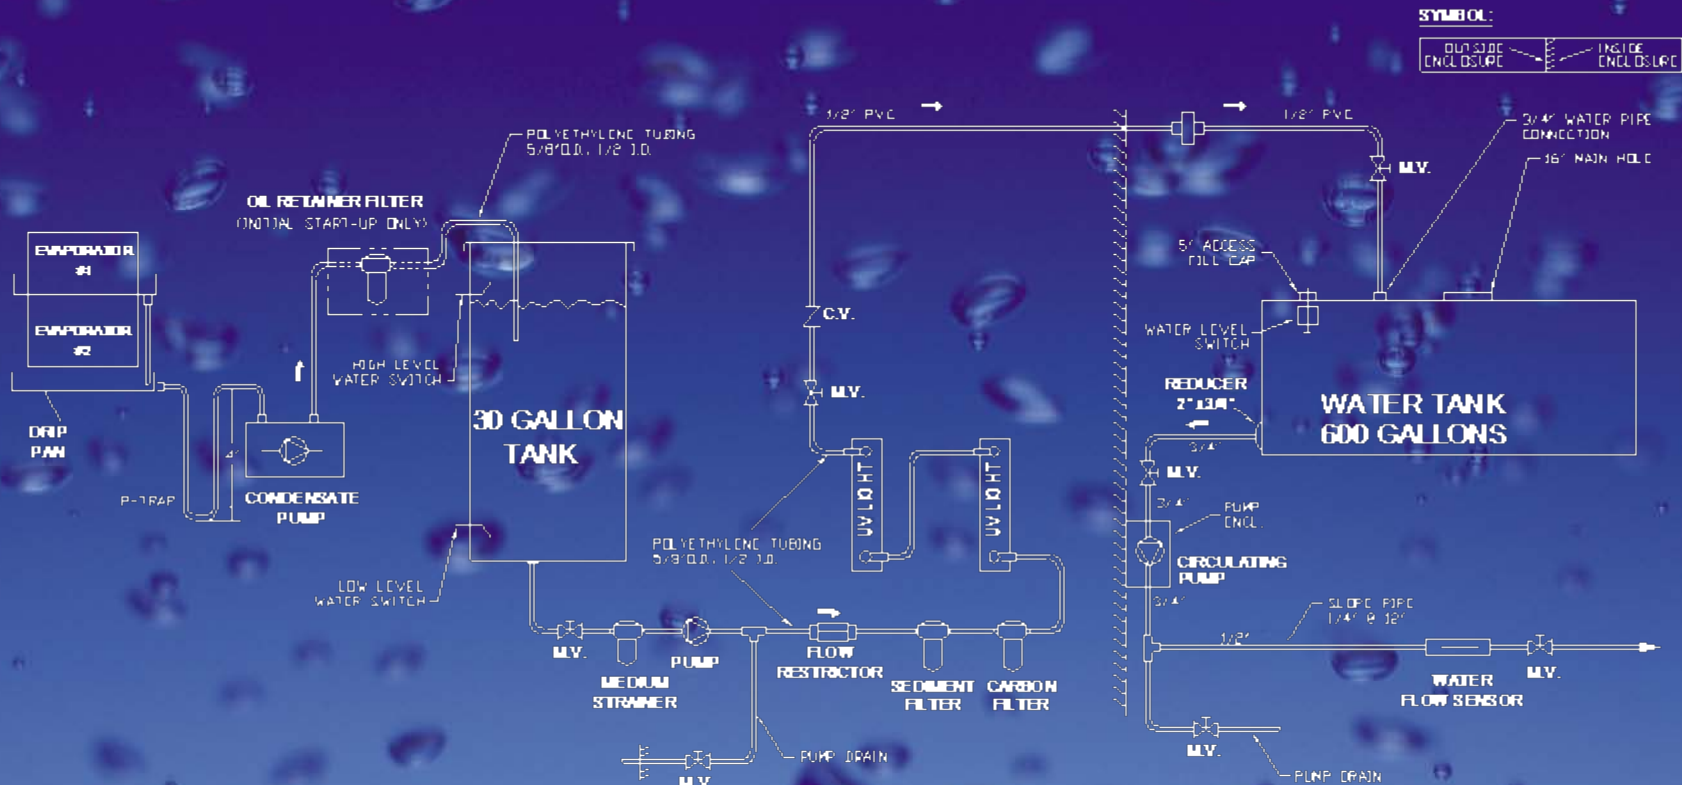 SYMBOL:
OUTSIDE
ENCLOSURE
INSIDE
ENCLOSURE
1/2" PVC
1/2" PVC
3/4" WATER PIPE
CONNECTION
16" MAIN HOLE
M.V.
POLYETHYLENE TUBING
5/8"O.D., 1/2 I.D.
OIL RETAINER FILTER
(INITIAL START-UP ONLY)
EVAPORATOR
#1
EVAPORATOR
#2
DRIP
PAN
P-TRAP
4"
CONDENSATE
PUMP
HIGH LEVEL
WATER SWITCH
30 GALLON
TANK
LOW LEVEL
WATER SWITCH
M.V.
MEDIUM
STRAINER
PUMP
M.V.
PUMP DRAIN
FLOW
RESTRICTOR
SEDIMENT
FILTER
CARBON
FILTER
POLYETHYLENE TUBING
5/8"O.D., 1/2 I.D.
UV LIGHT
UV LIGHT
C.V.
M.V.
5" ACCESS
FILL CAP
WATER LEVEL
SWITCH
REDUCER
2" x3/4"
3/4"
WATER TANK
600 GALLONS
M.V.
3/4"
PUMP
ENCL.
CIRCULATING
PUMP
3/4"
SLOPE PIPE
1/4" @ 12"
1/2"
WATER
FLOW SENSOR
M.V.
M.V.
PUMP DRAIN